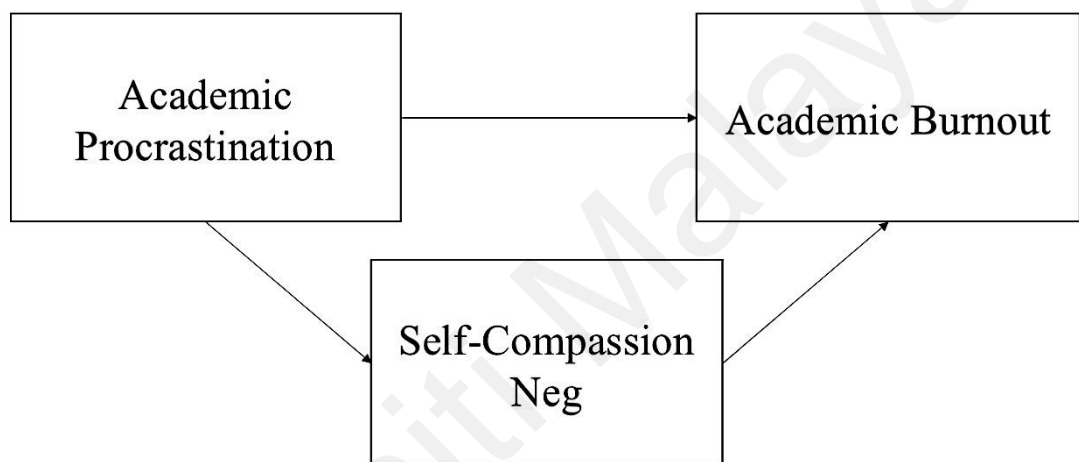 Academic
Procrastination
Academic Burnout
Self-Compassion
Neg